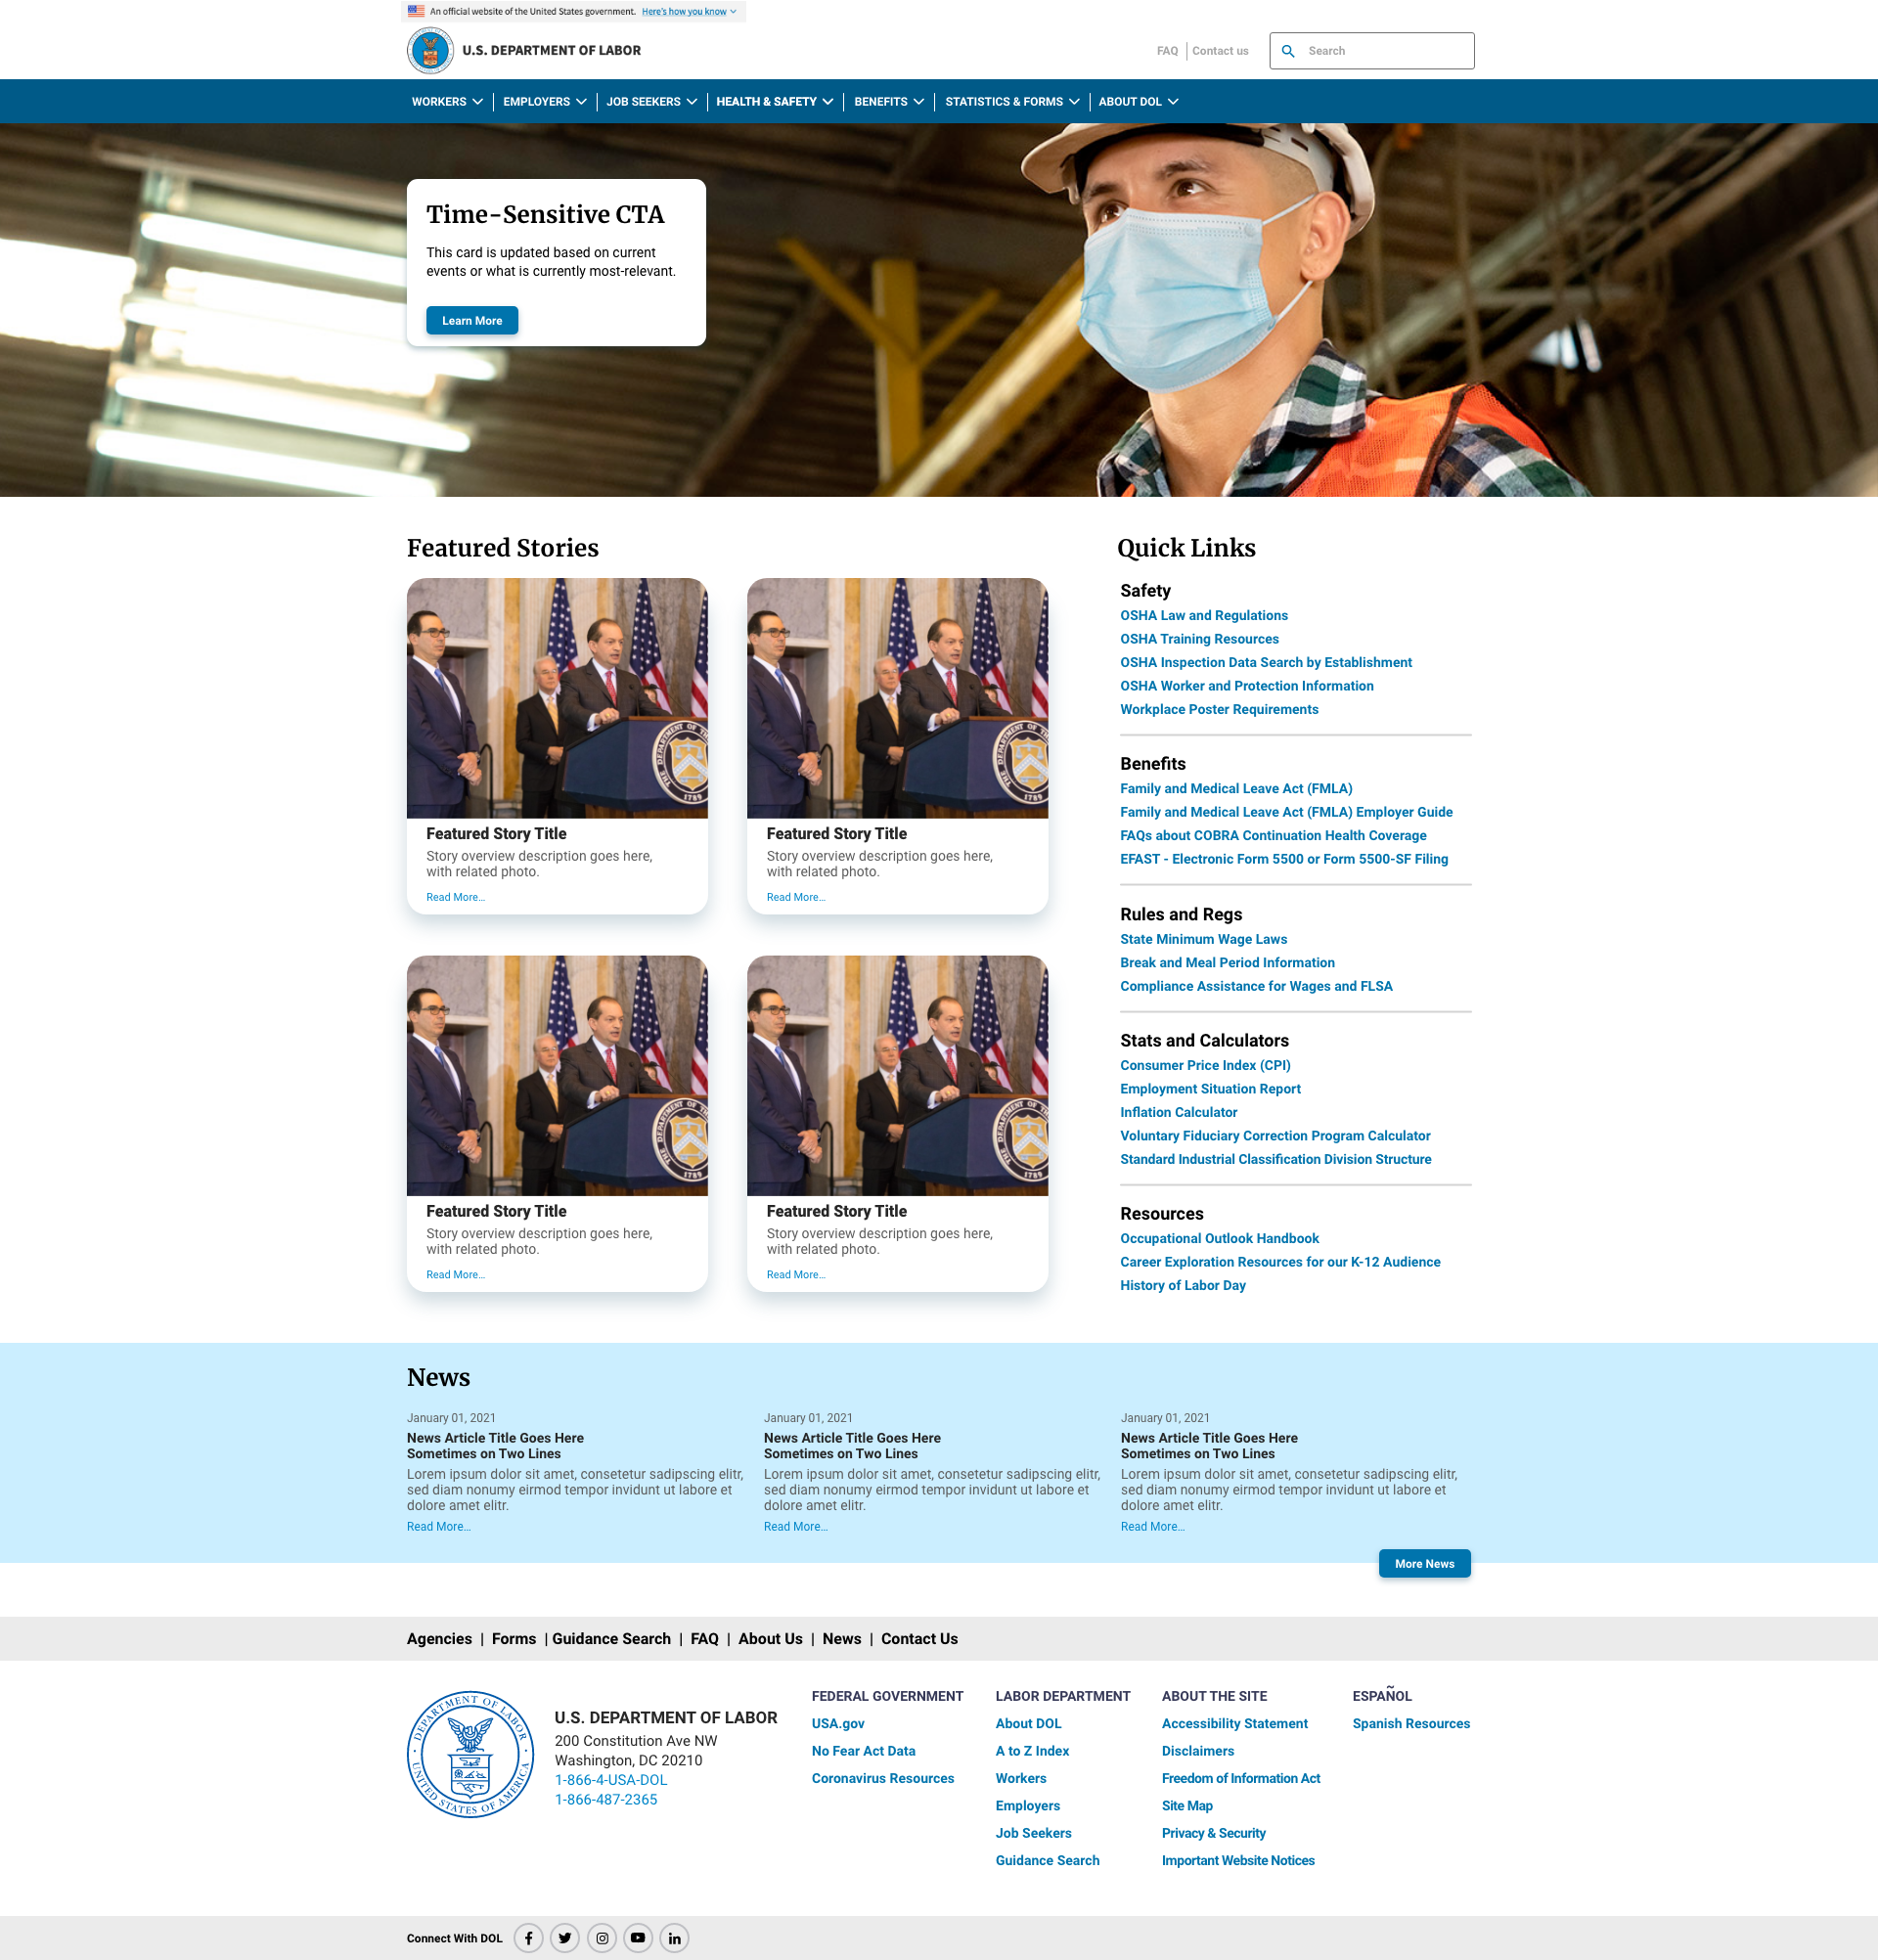 An official website of the United States government. Here's how you know
U.S. DEPARTMENT OF LABOR
FAQ
Contact us
Search
WORKERS
EMPLOYERS
JOB SEEKERS
HEALTH & SAFETY
BENEFITS
STATISTICS & FORMS
ABOUT DOL
Time-Sensitive CTA
This card is updated based on current
events or what is currently most-relevant.
Learn More
Featured Stories
THE DEPARTMENT OF THE
1789
Featured Story Title
Story overview description goes here,
with related photo.
Read More...
THE DEPARTMENT OF THE
1789
Featured Story Title
Story overview description goes here,
with related photo.
Read More...
THE DEPARTMENT OF THE
1789
Featured Story Title
Story overview description goes here,
with related photo.
Read More...
THE DEPARTMENT OF THE
1789
Featured Story Title
Story overview description goes here,
with related photo.
Read More...
Quick Links
Safety
OSHA Law and Regulations
OSHA Training Resources
OSHA Inspection Data Search by Establishment
OSHA Worker and Protection Information
Workplace Poster Requirements
Benefits
Family and Medical Leave Act (FMLA)
Family and Medical Leave Act (FMLA) Employer Guide
FAQs about COBRA Continuation Health Coverage
EFAST - Electronic Form 5500 or Form 5500-SF Filing
Rules and Regs
State Minimum Wage Laws
Break and Meal Period Information
Compliance Assistance for Wages and FLSA
Stats and Calculators
Consumer Price Index (CPI)
Employment Situation Report
Inflation Calculator
Voluntary Fiduciary Correction Program Calculator
Standard Industrial Classification Division Structure
Resources
Occupational Outlook Handbook
Career Exploration Resources for our K-12 Audience
History of Labor Day
News
January 01, 2021
News Article Title Goes Here
Sometimes on Two Lines
Lorem ipsum dolor sit amet, consetetur sadipscing elitr,
sed diam nonumy eirmod tempor invidunt ut labore et
dolore amet elitr.
Read More...
January 01, 2021
News Article Title Goes Here
Sometimes on Two Lines
Lorem ipsum dolor sit amet, consetetur sadipscing elitr,
sed diam nonumy eirmod tempor invidunt ut labore et
dolore amet elitr.
Read More...
January 01, 2021
News Article Title Goes Here
Sometimes on Two Lines
Lorem ipsum dolor sit amet, consetetur sadipscing elitr,
sed diam nonumy eirmod tempor invidunt ut labore et
dolore amet elitr.
Read More...
More News
Agencies | Forms | Guidance Search | FAQ | About Us | News | Contact Us
DEPARTMENT OF LABOR
UNITED STATES OF AMERICA
U.S. DEPARTMENT OF LABOR
200 Constitution Ave NW
Washington, DC 20210
1-866-4-USA-DOL
1-866-487-2365
FEDERAL GOVERNMENT
USA.gov
No Fear Act Data
Coronavirus Resources
LABOR DEPARTMENT
About DOL
A to Z Index
Workers
Employers
Job Seekers
Guidance Search
ABOUT THE SITE
Accessibility Statement
Disclaimers
Freedom of Information Act
Site Map
Privacy & Security
Important Website Notices
ESPAÑOL
Spanish Resources
Connect With DOL